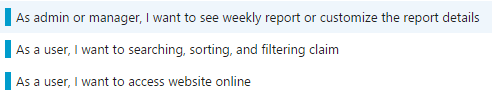 As admin or manager, I want to see weekly report or customize the report details
As a user, I want to searching, sorting, and filtering claim
As a user, I want to access website online